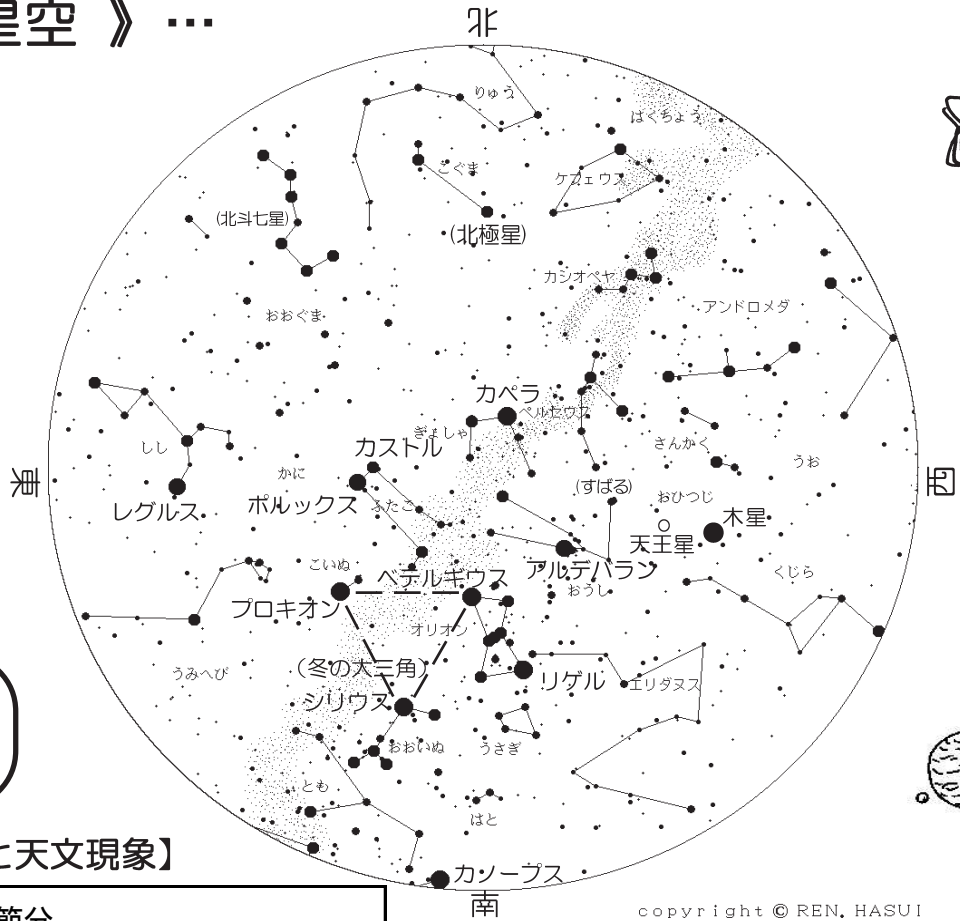 星空 》…
北
りゅう
はくちょう
こぐま
ケフェウス
(北斗七星)
(北極星)
カシオペヤ
アンドロメダ
おおぐま
カペラ
ペルセウス
ぎょしゃ
さんかく
カストル
しし
かに
うお
東
西
(すばる)
おひつじ
レグルス
ポルックス
ふたご
木星
天王星
こいぬ
ベテルギウス
アルデバラン
くじら
おうし
プロキオン
オリオン
うみへび
(冬の大三角)
リゲル
エリダヌス
シリウス
おおいぬ
うさぎ
とも
はと
と天文現象】
カノープス
南
節分
copyright © REN. HASUI